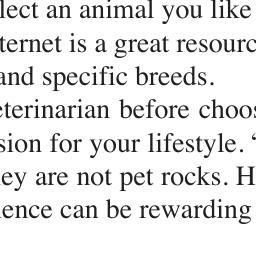 lect an animal you like
ternet is a great resourc
and specific breeds.
eterinarian before choos
sion for your lifestyle. “
ey are not pet rocks. H
ience can be rewarding